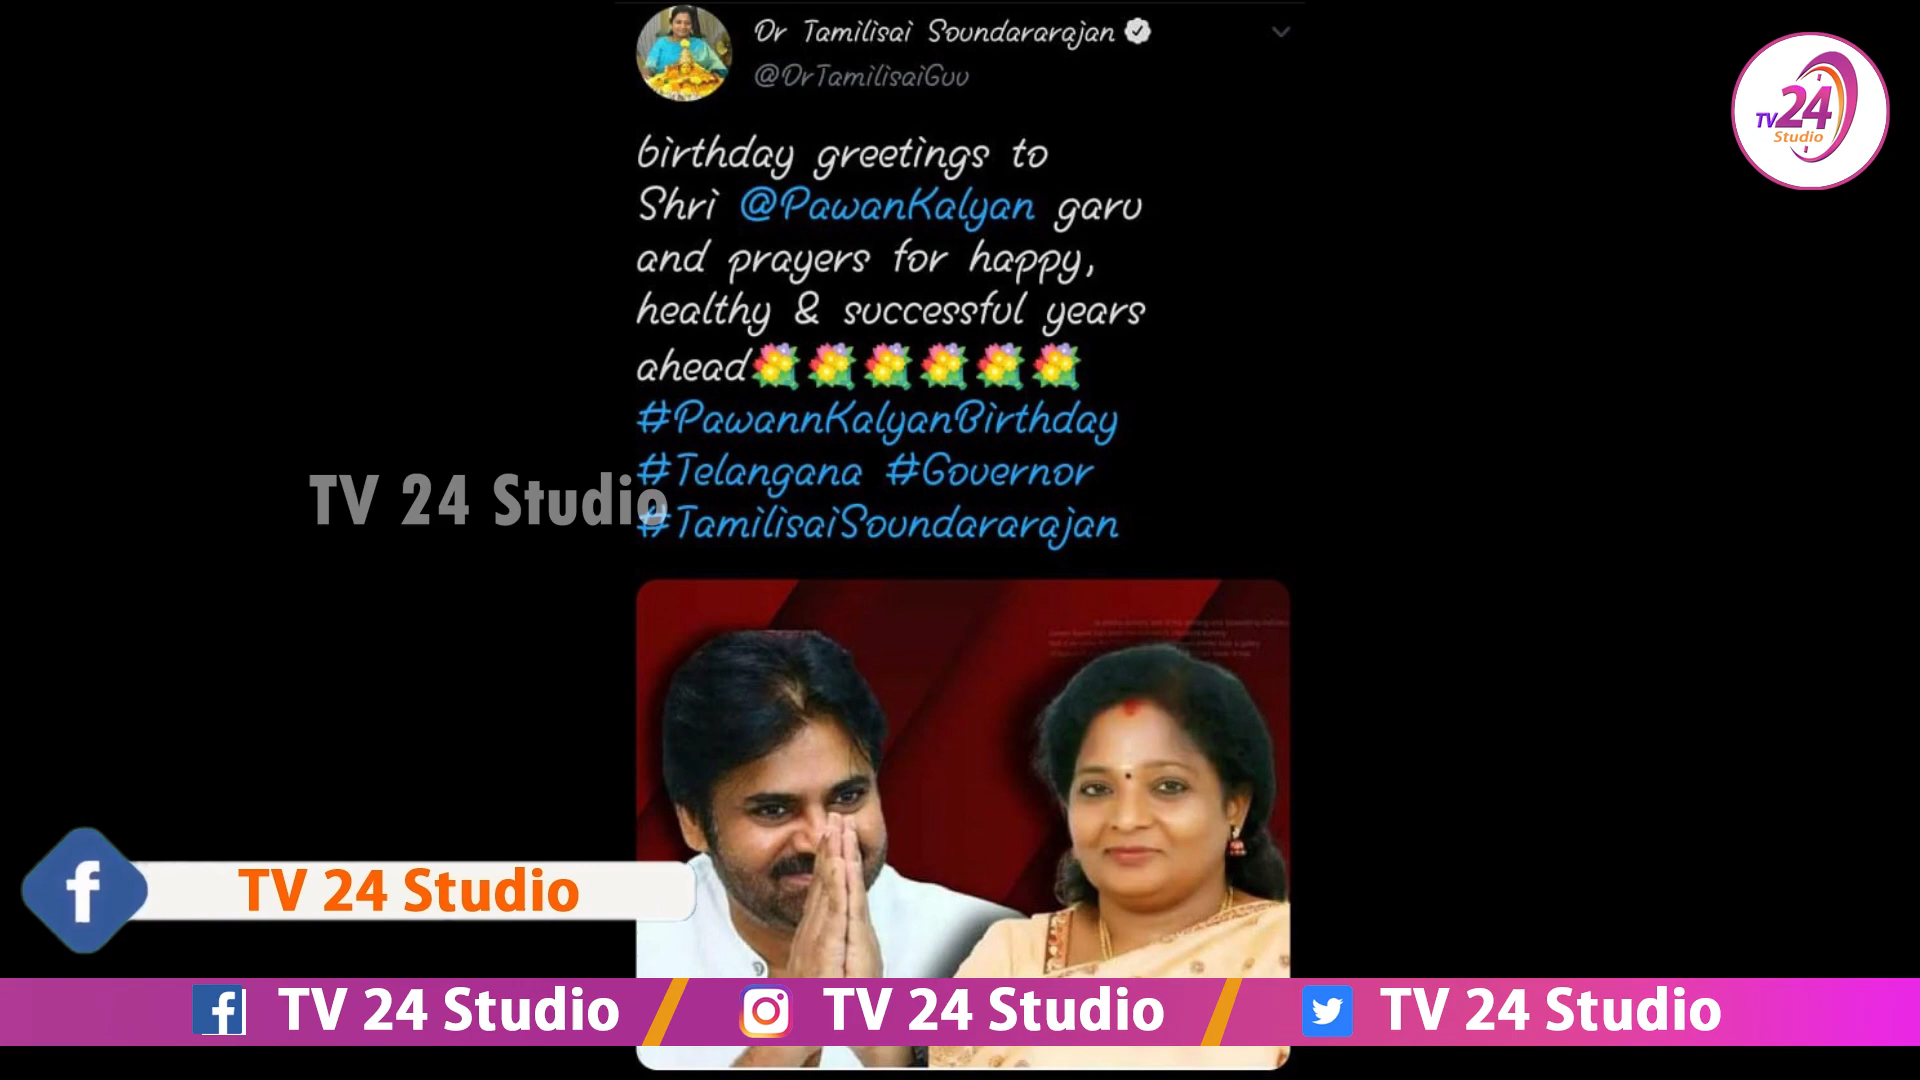 Dr Tamilisai Soundararajan
@DrTamilisaiGuv
birthday greetings to
Shri @PawanKalyan garu
and prayers for happy,
healthy & successful years
ahead💐💐💐💐💐💐
#PawannKalyanBirthday
#Telangana #Governor
#TamilisaiSoundararajan
TV 24 Studio
TV 24 Studio
f TV 24 Studio
TV 24 Studio
TV 24 Studio
TV 24 Studio